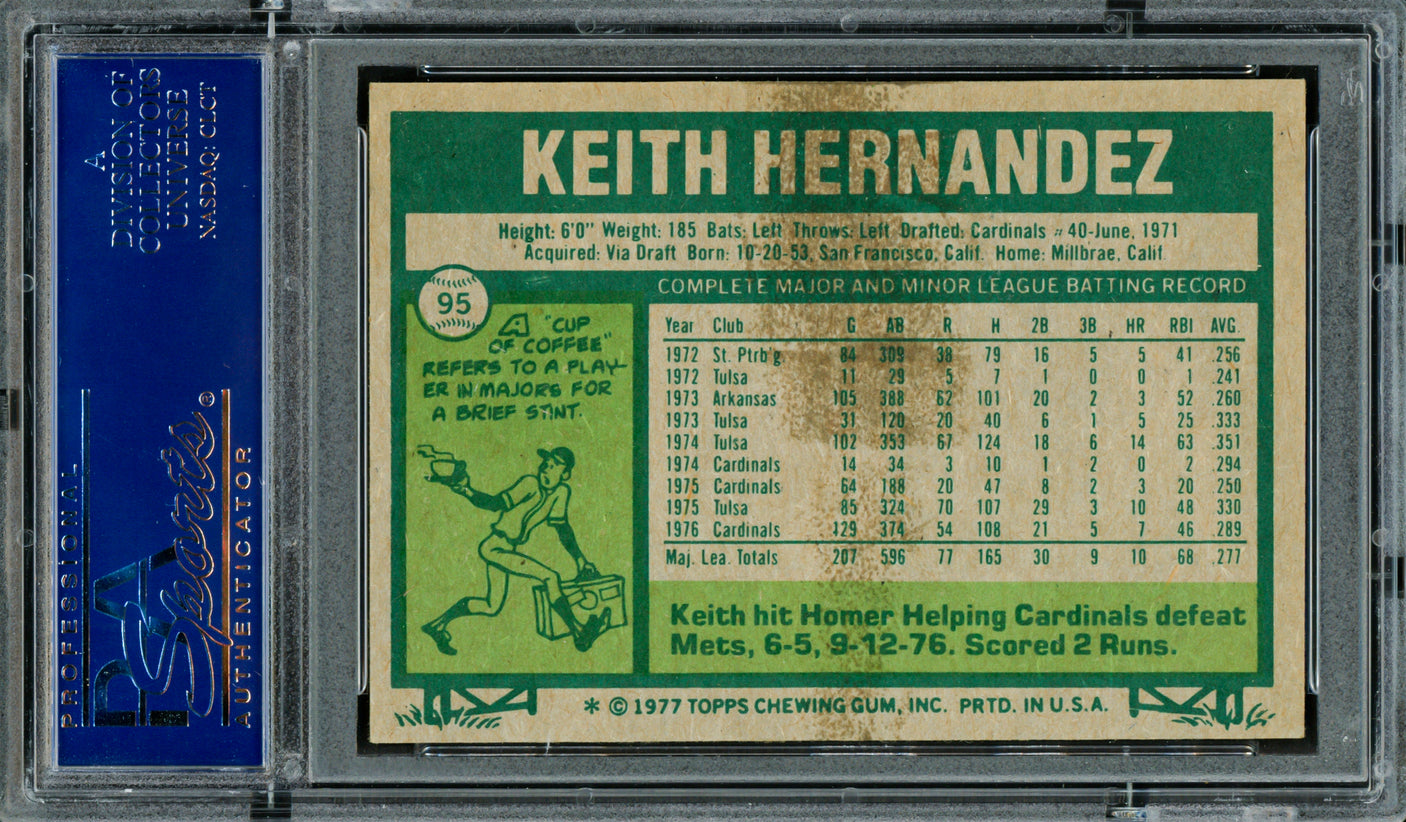 A
DIVISION OF
COLLECTORS
UNIVERSE
NASDAQ: CLCT
PROFESSIONAL
PSA
Sports®
AUTHENTICATOR
KEITH HERNANDEZ
Height: 6'0" Weight: 185 Bats: Left Throws: Left Drafted: Cardinals #40-June, 1971
Acquired: Via Draft Born: 10-20-53, San Francisco, Calif. Home: Millbrae, Calif.
95
COMPLETE MAJOR AND MINOR LEAGUE BATTING RECORD
A "CUP
OF COFFEE"
REFERS TO A PLAY-
ER IN MAJORS FOR
A BRIEF STINT.
Year Club G AB R H 2B 3B HR RBI AVG.
1972 St. Ptrb'g 84 309 38 79 16 5 5 41 .256
1972 Tulsa 11 29 5 7 1 0 0 1 .241
1973 Arkansas 105 388 62 101 20 2 3 52 .260
1973 Tulsa 31 120 20 40 6 1 5 25 .333
1974 Tulsa 102 353 67 124 18 6 14 63 .351
1974 Cardinals 14 34 3 10 1 2 0 2 .294
1975 Cardinals 64 188 20 47 8 2 3 20 .250
1975 Tulsa 85 324 70 107 29 3 10 48 .330
1976 Cardinals 129 374 54 108 21 5 7 46 .289
Maj. Lea. Totals 207 596 77 165 30 9 10 68 .277
Keith hit Homer Helping Cardinals defeat
Mets, 6-5, 9-12-76. Scored 2 Runs.
* © 1977 TOPPS CHEWING GUM, INC. PRTD. IN U.S.A.